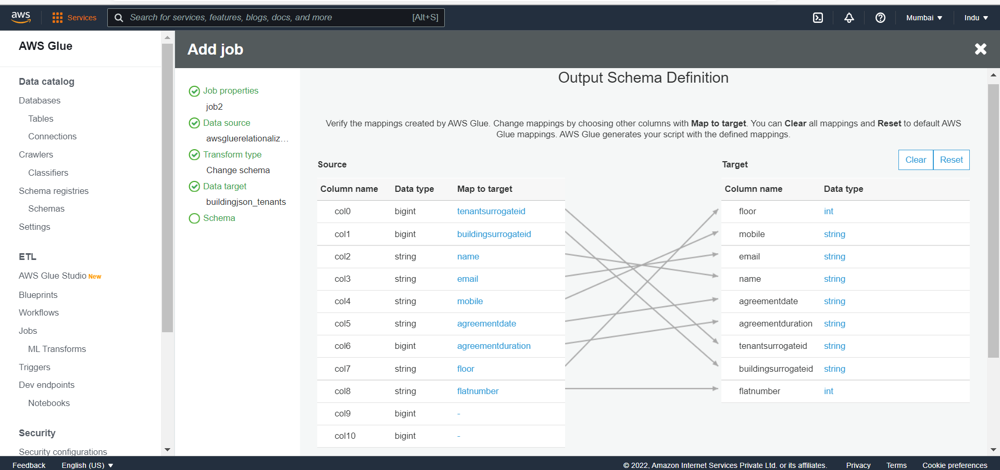 aws Services Search for services, features, blogs, docs, and more [Alt+S] Mumbai ▼ Indu ▼
AWS Glue
Data catalog
Databases
Tables
Connections
Crawlers
Classifiers
Schema registries
Schemas
Settings
ETL
AWS Glue Studio New
Blueprints
Workflows
Jobs
ML Transforms
Triggers
Dev endpoints
Notebooks
Security
Security configurations
Add job
Job properties
job2
Data source
awsgluerelationaliz...
Transform type
Change schema
Data target
buildingjson_tenants
Schema
Output Schema Definition
Verify the mappings created by AWS Glue. Change mappings by choosing other columns with Map to target. You can Clear all mappings and Reset to default AWS
Glue mappings. AWS Glue generates your script with the defined mappings.
Clear Reset
Source
Column name Data type Map to target
col0 bigint tenantsurrogateid
col1 bigint buildingsurrogateid
col2 string name
col3 string email
col4 string mobile
col5 string agreementdate
col6 bigint agreementduration
col7 string floor
col8 string flatnumber
col9 bigint -
col10 bigint -
Target
Column name Data type
floor int
mobile string
email string
name string
agreementdate string
agreementduration string
tenantsurrogateid string
buildingsurrogateid string
flatnumber int
Feedback English (US) ▼ © 2022, Amazon Internet Services Private Ltd. or its affiliates. Privacy Terms Cookie preferences